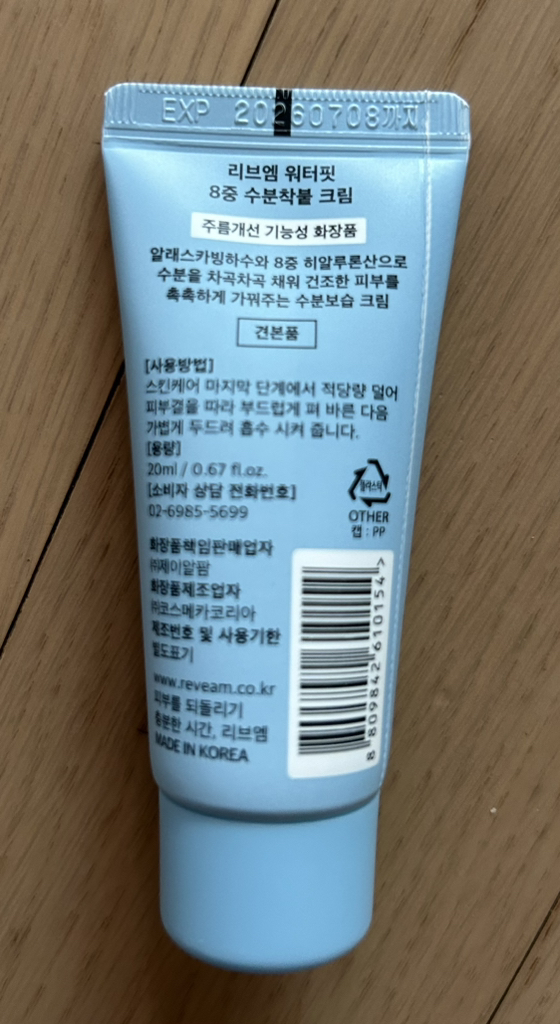 EXP 20260708까지
리브엠 워터핏
8중 수분착붙 크림
주름개선 기능성 화장품
알래스카빙하수와 8중 히알루론산으로
수분을 차곡차곡 채워 건조한 피부를
촉촉하게 가꿔주는 수분보습 크림
견본품
[사용방법]
스킨케어 마지막 단계에서 적당량 덜어
피부결을 따라 부드럽게 펴 바른 다음
가볍게 두드려 흡수 시켜 줍니다.
[용량]
20ml / 0.67 fl.oz.
[소비자 상담 전화번호]
02-6985-5699
플라스틱
OTHER
캡 : PP
화장품책임판매업자
㈜제이알팜
화장품제조업자
㈜코스메카코리아
제조번호 및 사용기한
별도표기
www.reveam.co.kr
피부를 되돌리기
충분한 시간, 리브엠
MADE IN KOREA
8 809842 610154 >